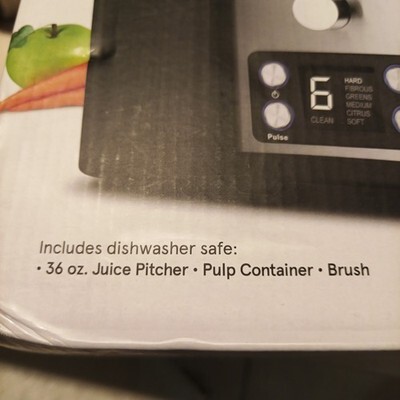 6
HARD
FIBROUS
GREENS
MEDIUM
CITRUS
SOFT
CLEAN
Pulse
Includes dishwasher safe:
• 36 oz. Juice Pitcher • Pulp Container • Brush